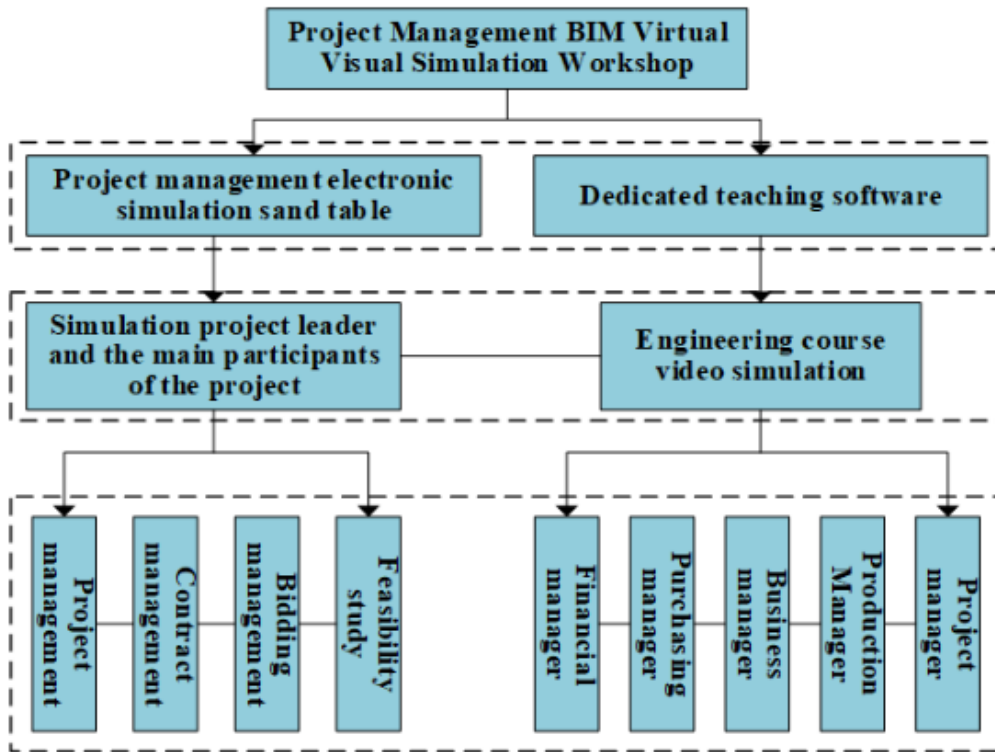 Project Management BIM Virtual
Visual Simulation Workshop
Project management electronic
simulation sand table
Dedicated teaching software
Simulation project leader
and the main participants
of the project
Engineering course
video simulation
Project
management
Contract
management
Bidding
management
Feasibility
study
Financial
manager
Purchasing
manager
Business
manager
Production
Manager
Project
manager